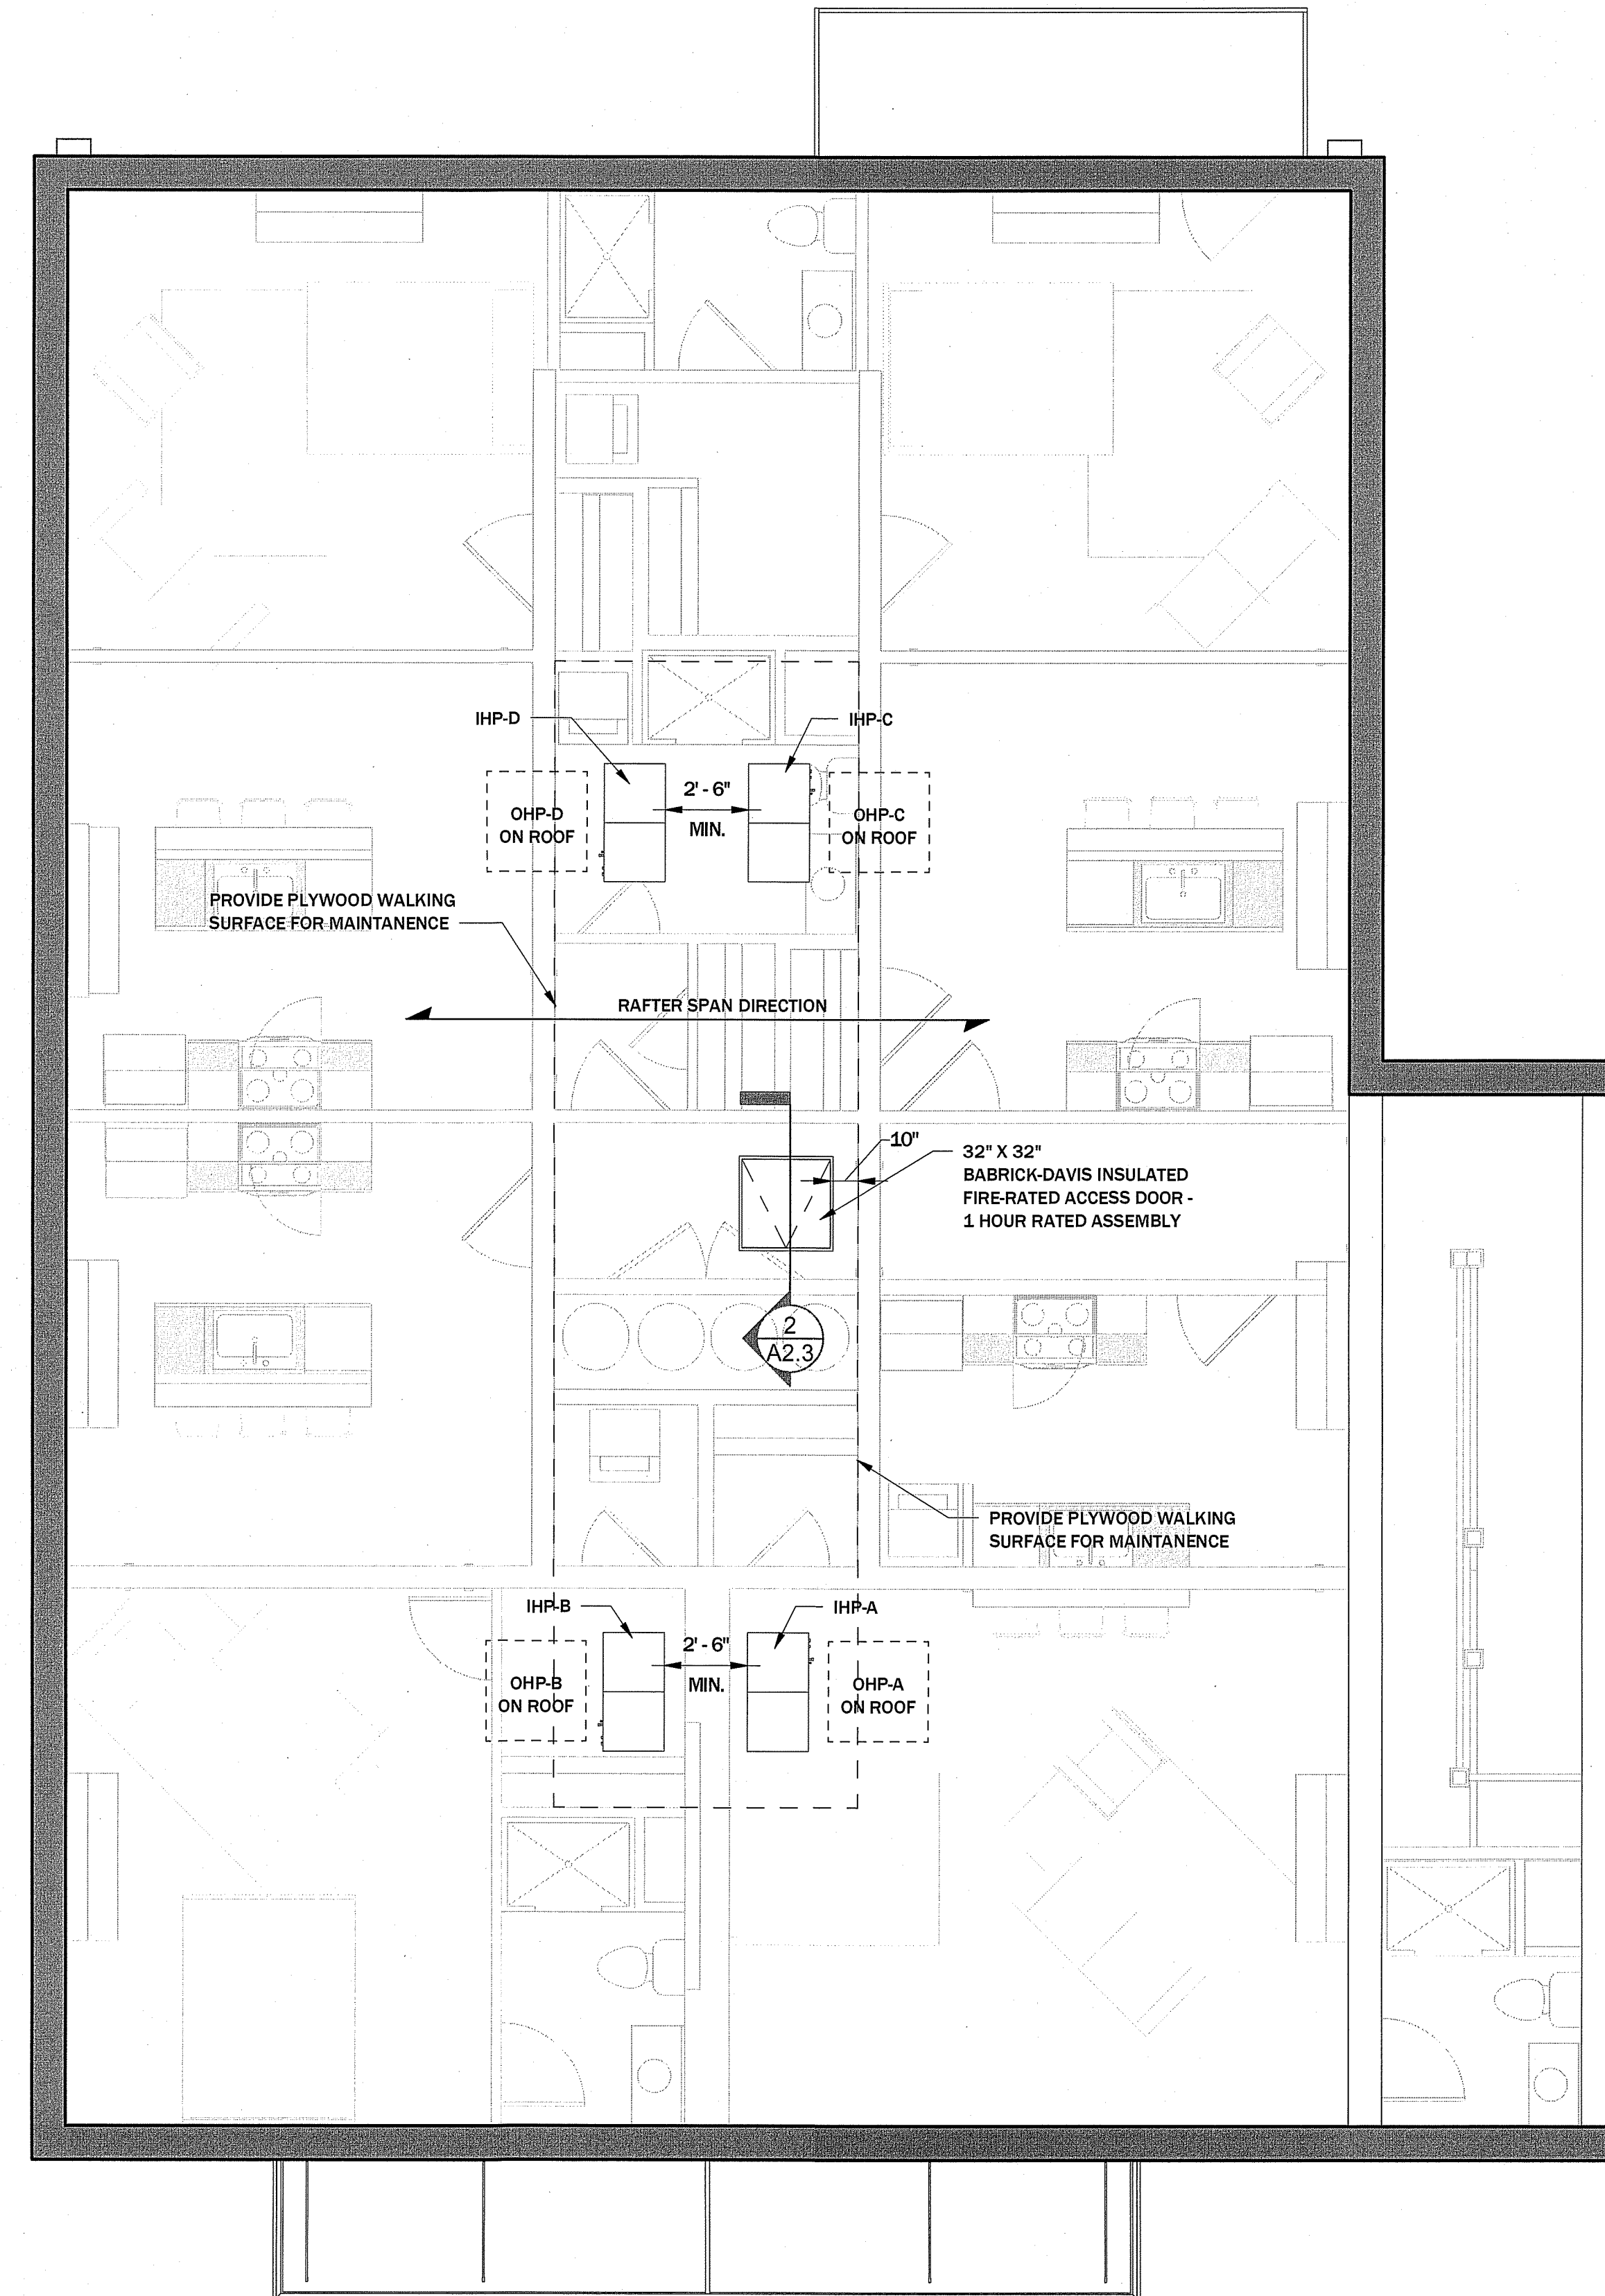 IHP-D
IHP-C
2' - 6"
MIN.
OHP-D
ON ROOF
OHP-C
ON ROOF
PROVIDE PLYWOOD WALKING
SURFACE FOR MAINTANENCE
RAFTER SPAN DIRECTION
10"
32" X 32"
BABRICK-DAVIS INSULATED
FIRE-RATED ACCESS DOOR -
1 HOUR RATED ASSEMBLY
2
A2.3
PROVIDE PLYWOOD WALKING
SURFACE FOR MAINTANENCE
IHP-B
IHP-A
2' - 6"
MIN.
OHP-B
ON ROOF
OHP-A
ON ROOF